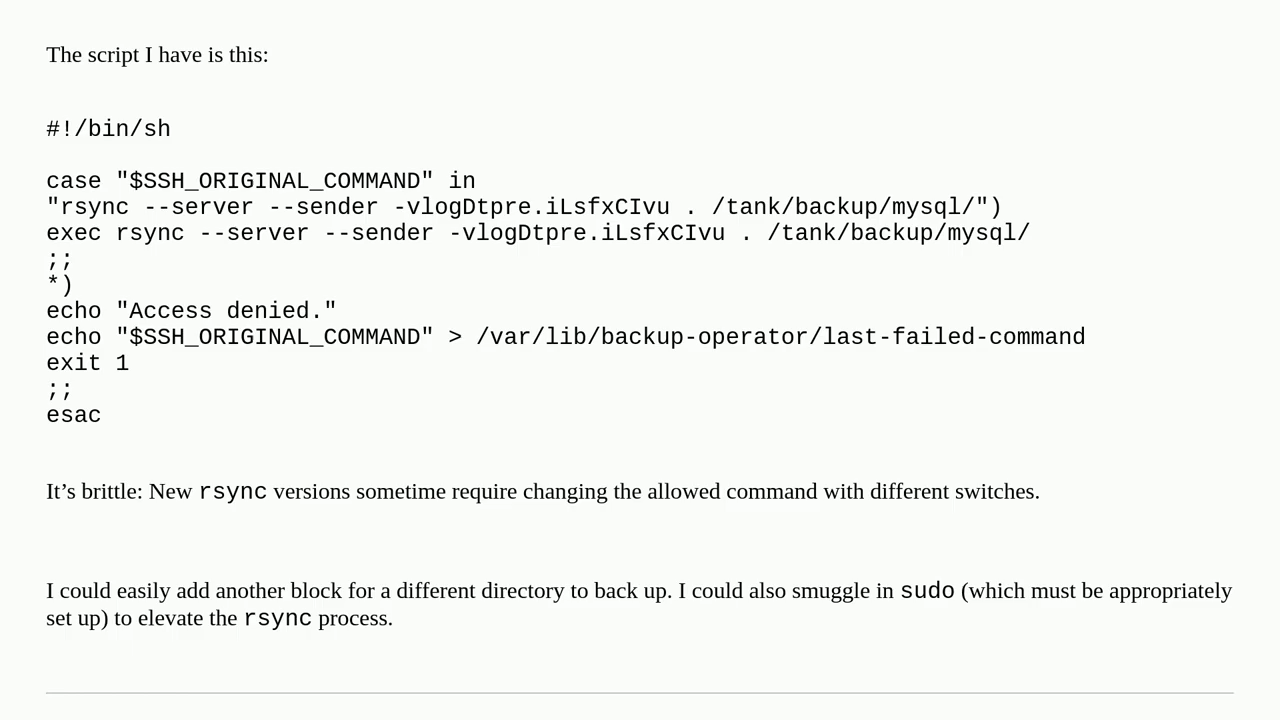 The script I have is this:
#!/bin/sh
case "$SSH_ORIGINAL_COMMAND" in
"rsync --server --sender -vlogDtpre.iLsfxCIvu . /tank/backup/mysql/")
exec rsync --server --sender -vlogDtpre.iLsfxCIvu . /tank/backup/mysql/
;;
*)
echo "Access denied."
echo "$SSH_ORIGINAL_COMMAND" > /var/lib/backup-operator/last-failed-command
exit 1
;;
esac
It’s brittle: New rsync versions sometime require changing the allowed command with different switches.
I could easily add another block for a different directory to back up. I could also smuggle in sudo (which must be appropriately
set up) to elevate the rsync process.